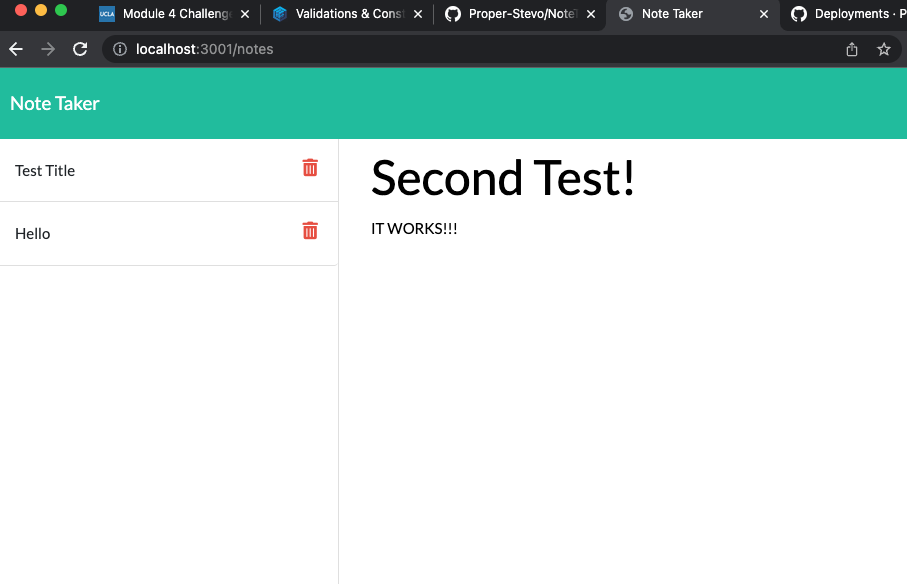 UCLA Module 4 Challenge Validations & Const Proper-Stevo/NoteT Note Taker Deployments · P
localhost:3001/notes
Note Taker
Test Title
Hello
Second Test!
IT WORKS!!!